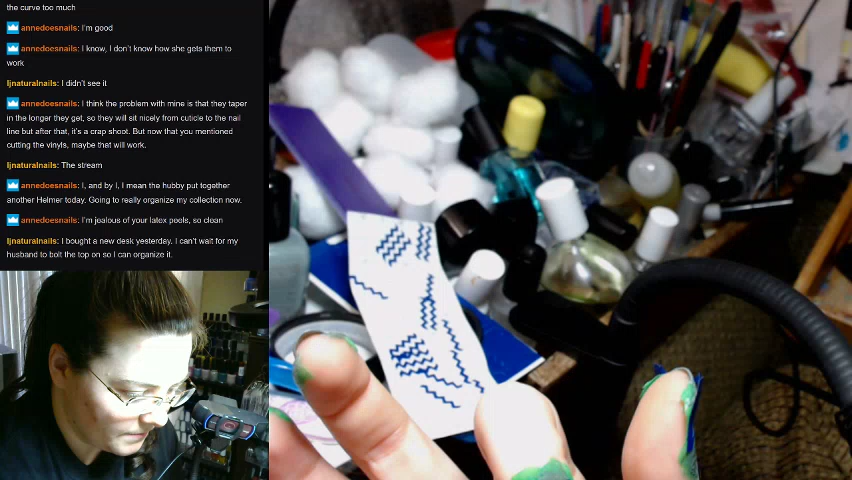 the curve too much
annedoesnails: I'm good
annedoesnails: I know, I don't know how she gets them to
work
ljnaturalnails: I didn't see it
annedoesnails: I think the problem with mine is that they taper
in the longer they get, so they will sit nicely from cuticle to the nail
line but after that, it's a crap shoot. But now that you mentioned
cutting the vinyls, maybe that will work.
ljnaturalnails: The stream
annedoesnails: I, and by I, I mean the hubby put together
another Helmer today. Going to really organize my collection now.
annedoesnails: I'm jealous of your latex peels, so clean
ljnaturalnails: I bought a new desk yesterday. I can't wait for my
husband to bolt the top on so I can organize it.